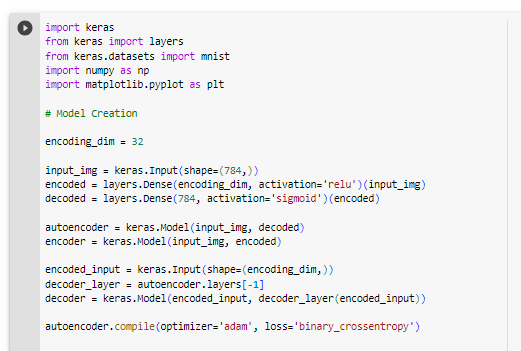 import keras
from keras import layers
from keras.datasets import mnist
import numpy as np
import matplotlib.pyplot as plt
# Model Creation
encoding_dim = 32
input_img = keras.Input(shape=(784,))
encoded = layers.Dense(encoding_dim, activation='relu')(input_img)
decoded = layers.Dense(784, activation='sigmoid')(encoded)
autoencoder = keras.Model(input_img, decoded)
encoder = keras.Model(input_img, encoded)
encoded_input = keras.Input(shape=(encoding_dim,))
decoder_layer = autoencoder.layers[-1]
decoder = keras.Model(encoded_input, decoder_layer(encoded_input))
autoencoder.compile(optimizer='adam', loss='binary_crossentropy')